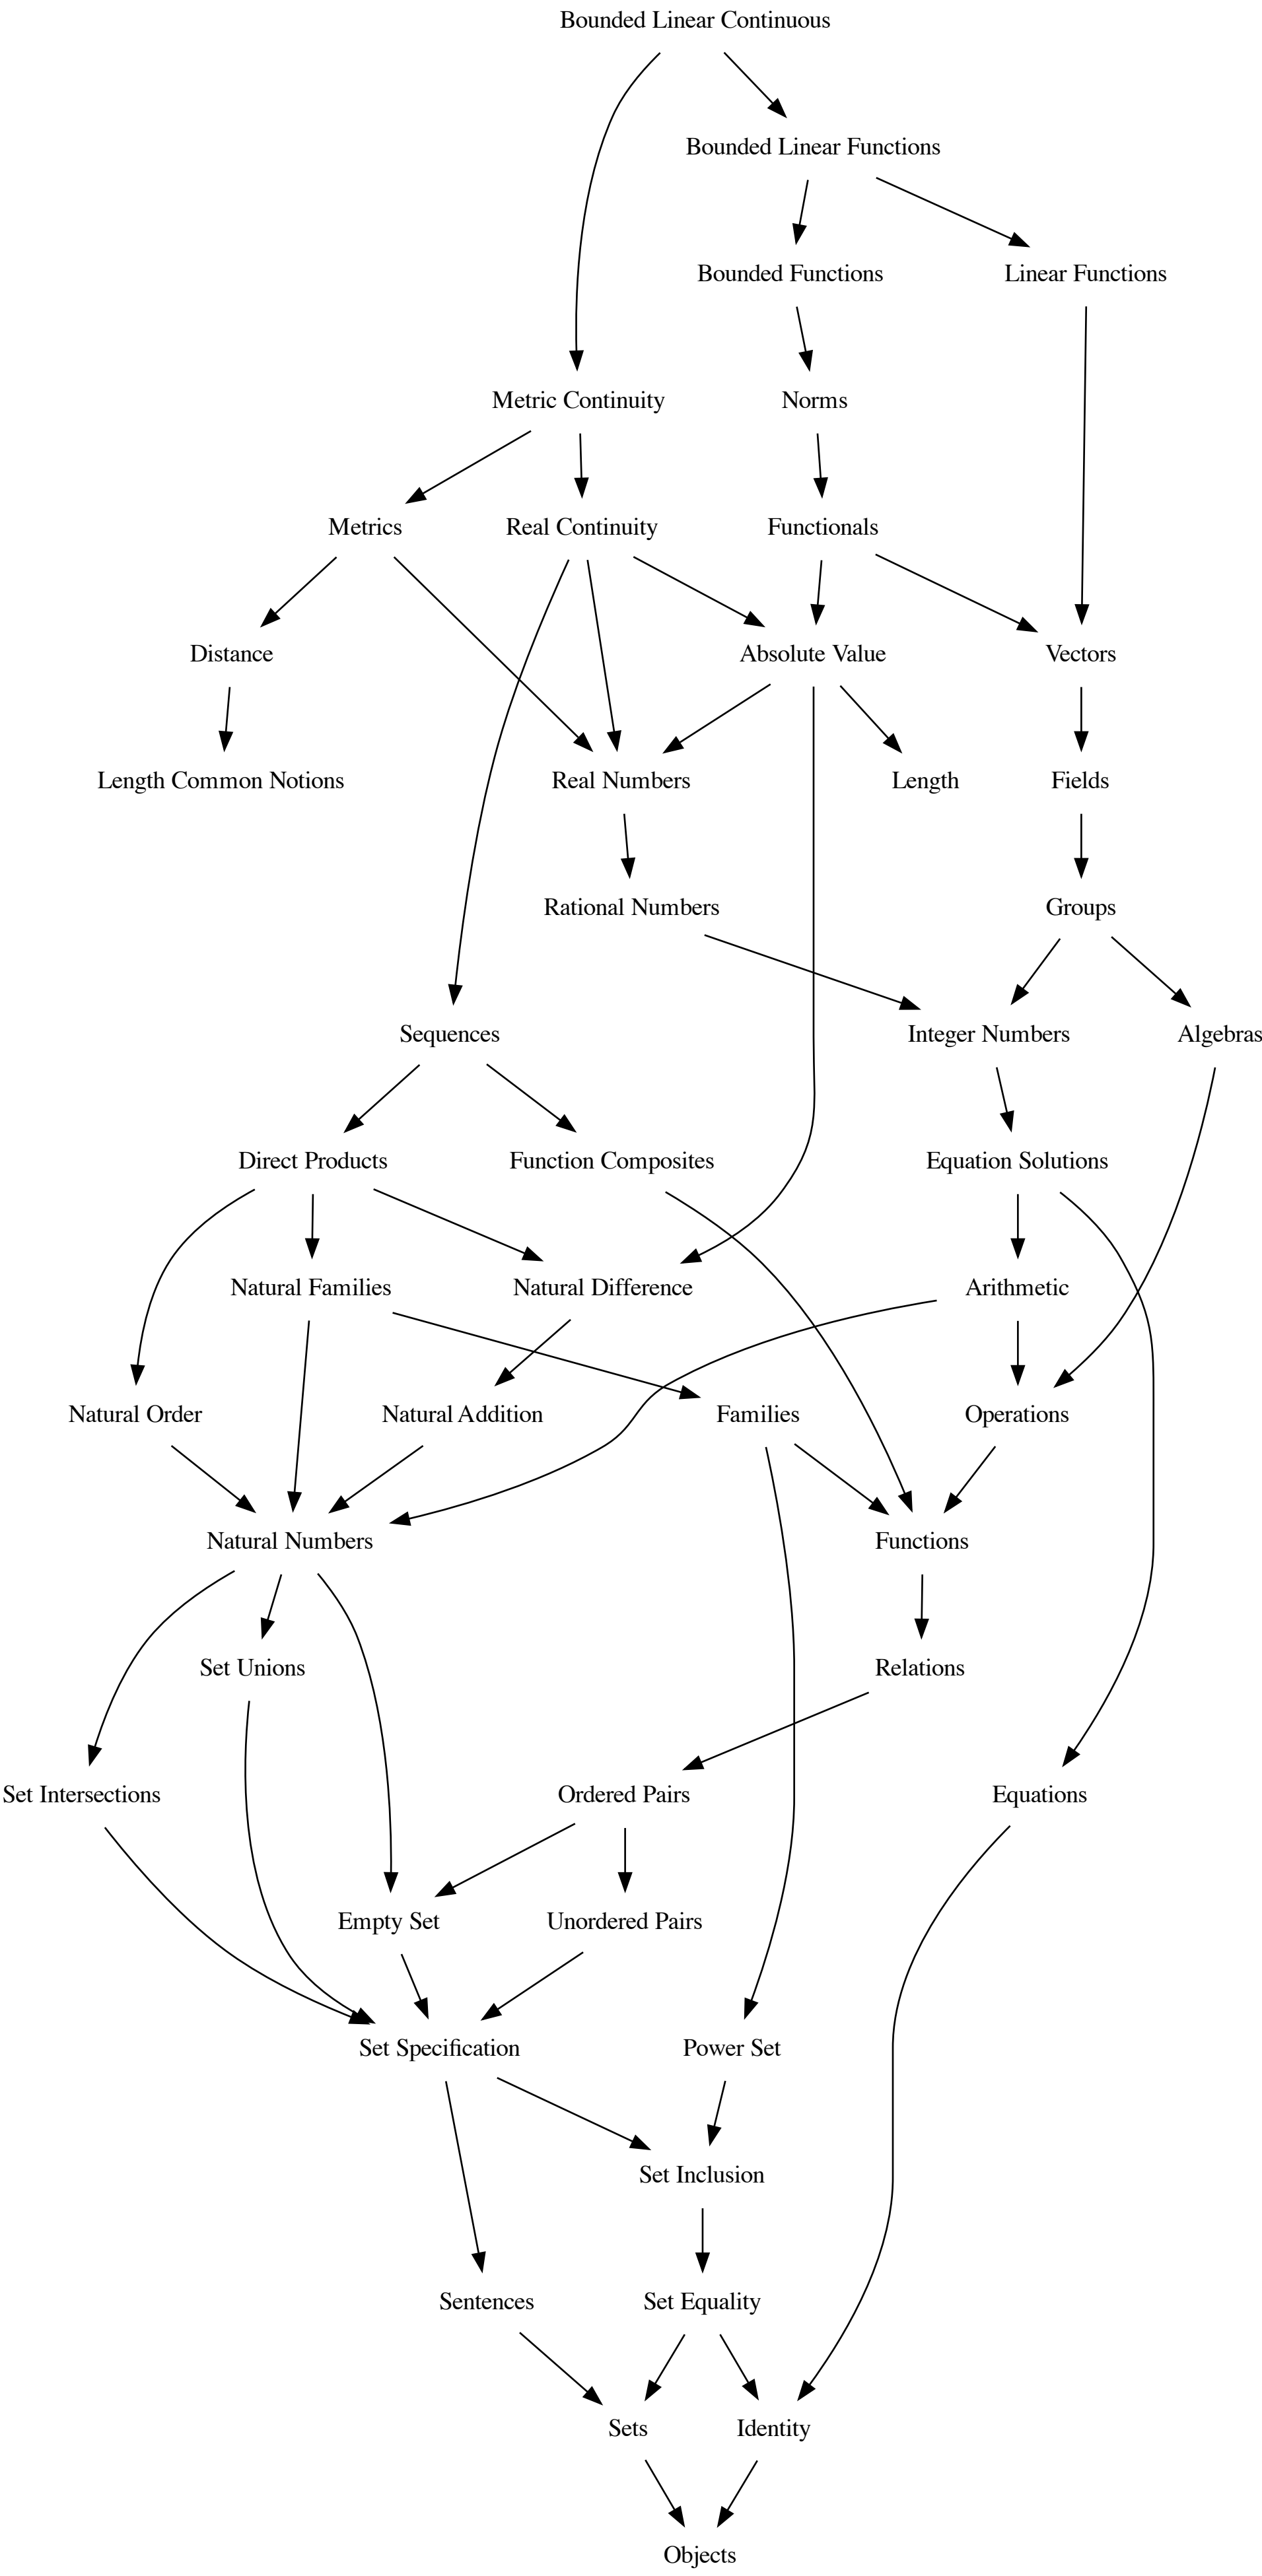 Bounded Linear Continuous
Bounded Linear Functions
Bounded Functions
Linear Functions
Metric Continuity
Norms
Metrics
Real Continuity
Functionals
Distance
Absolute Value
Vectors
Length Common Notions
Real Numbers
Length
Fields
Rational Numbers
Groups
Sequences
Integer Numbers
Algebras
Direct Products
Function Composites
Equation Solutions
Natural Families
Natural Difference
Arithmetic
Natural Order
Natural Addition
Families
Operations
Natural Numbers
Functions
Set Unions
Relations
Set Intersections
Ordered Pairs
Equations
Empty Set
Unordered Pairs
Set Specification
Power Set
Set Inclusion
Sentences
Set Equality
Sets
Identity
Objects